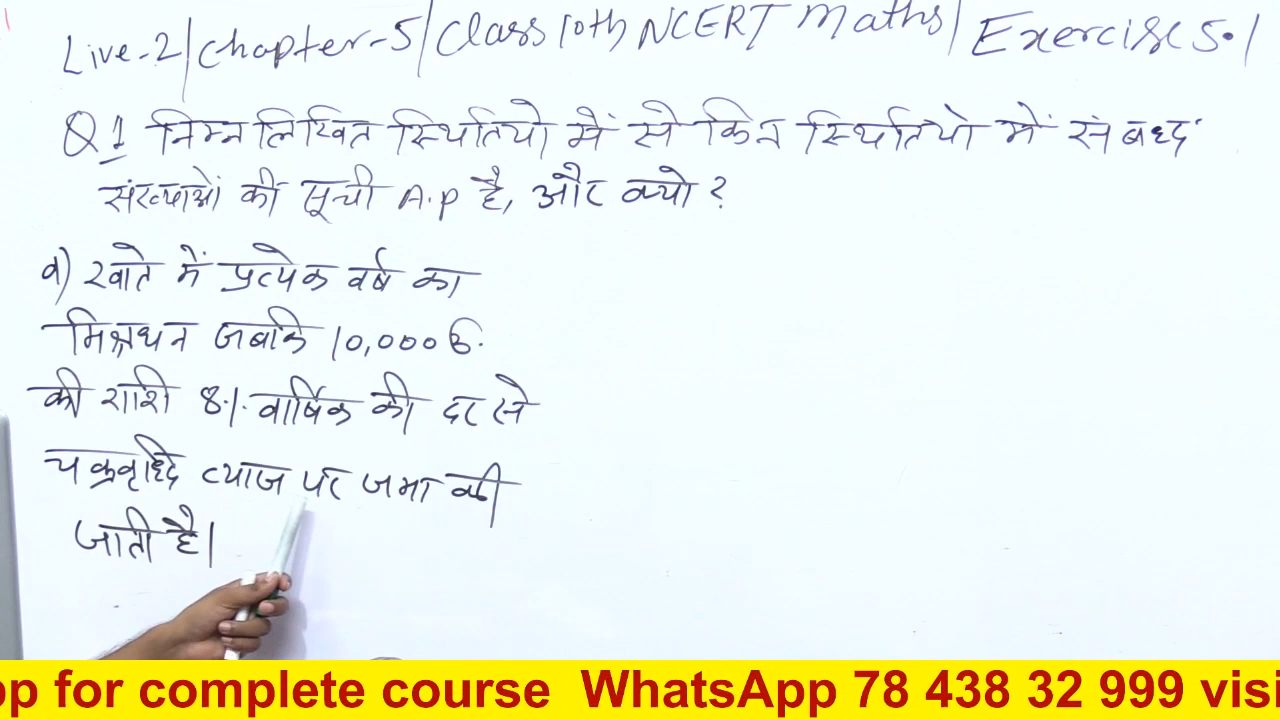 Live-2/Chapter-5/Class 10th NCERT Maths/Exercise 5.1
Q 1 निम्नलिखित स्थितियो में से किन स्थितियो में संबध्द
संख्याओं की सूची A.P है, और क्यो ?
व) खाते में प्रत्येक वर्ष का
मिश्रधन जबकि 10,000 रु.
की राशि 8% वार्षिक की दर से
चक्रवृध्दि व्याज पर जमा की
जाती है।
pp for complete course WhatsApp 78 438 32 999 visi